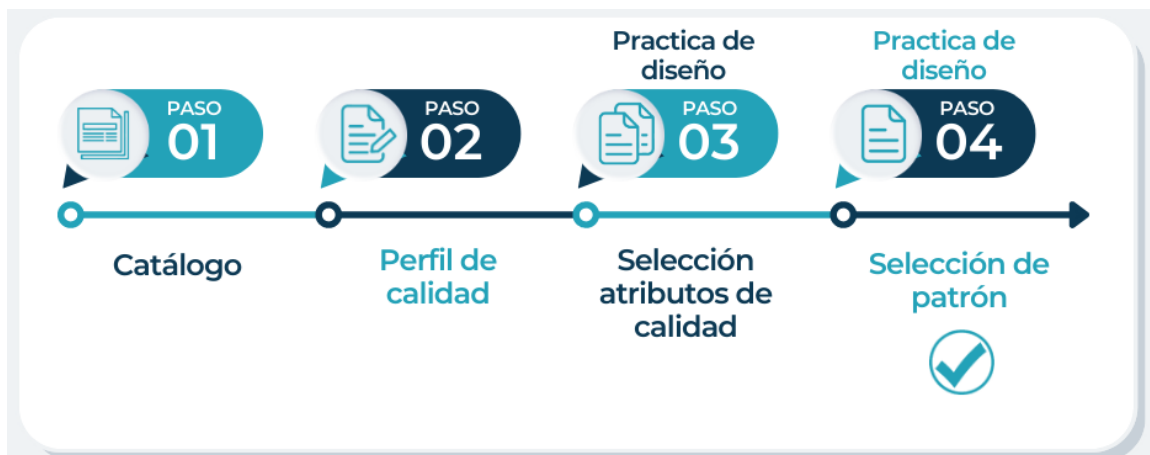 PASO
01
Catálogo
PASO
02
Perfil de
calidad
Practica de
diseño
PASO
03
Selección
atributos de
calidad
Practica de
diseño
PASO
04
Selección de
patrón